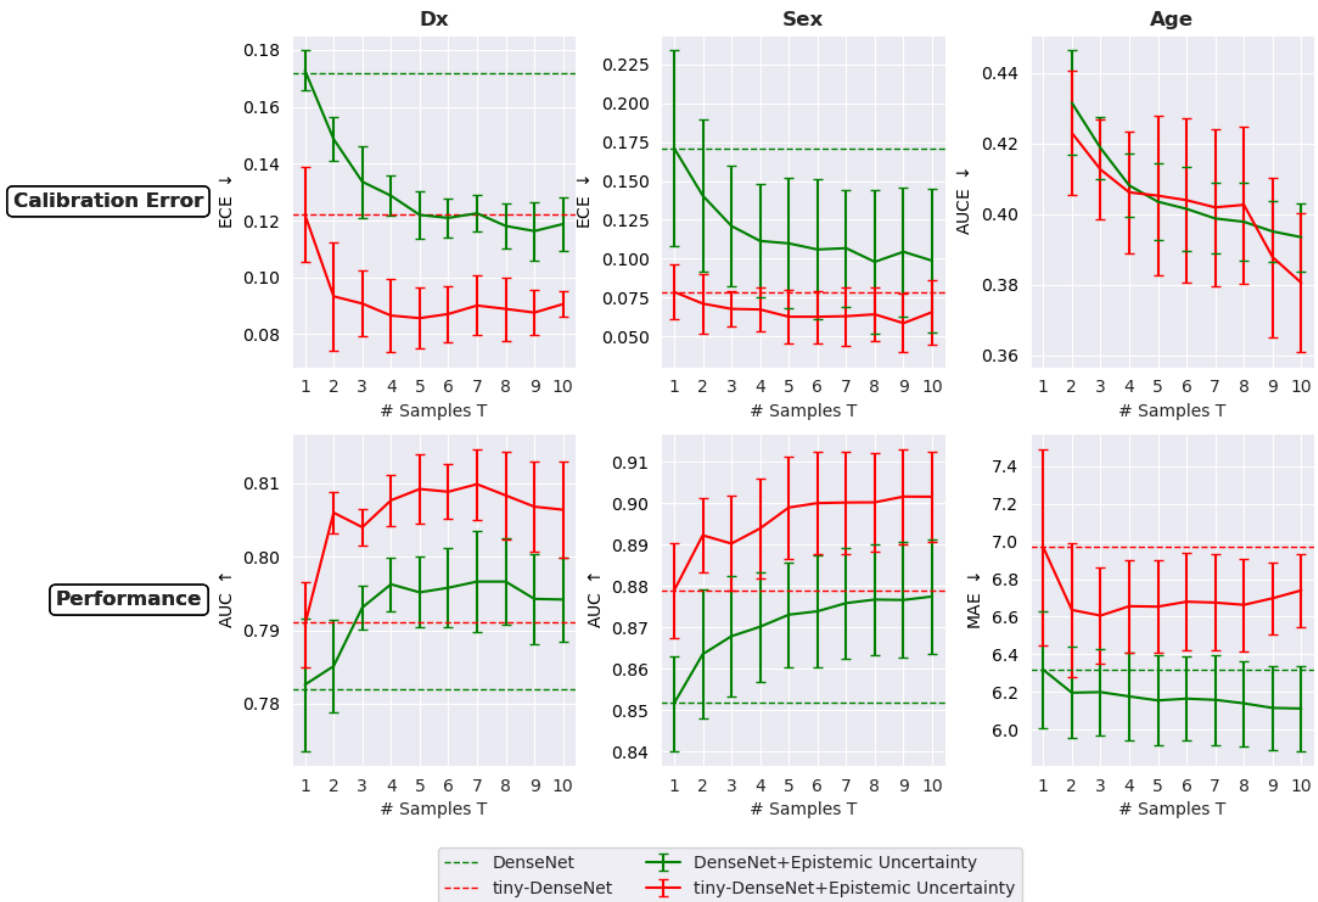 Dx
Sex
Age
Calibration Error
ECE ↓
0.18
0.16
0.14
0.12
0.10
0.08
1 2 3 4 5 6 7 8 9 10
# Samples T
ECE ↓
0.225
0.200
0.175
0.150
0.125
0.100
0.075
0.050
1 2 3 4 5 6 7 8 9 10
# Samples T
AUCE ↓
0.44
0.42
0.40
0.38
0.36
1 2 3 4 5 6 7 8 9 10
# Samples T
Performance
AUC ↑
0.81
0.80
0.79
0.78
1 2 3 4 5 6 7 8 9 10
# Samples T
AUC ↑
0.91
0.90
0.89
0.88
0.87
0.86
0.85
0.84
1 2 3 4 5 6 7 8 9 10
# Samples T
MAE ↓
7.4
7.2
7.0
6.8
6.6
6.4
6.2
6.0
1 2 3 4 5 6 7 8 9 10
# Samples T
DenseNet
tiny-DenseNet
DenseNet+Epistemic Uncertainty
tiny-DenseNet+Epistemic Uncertainty